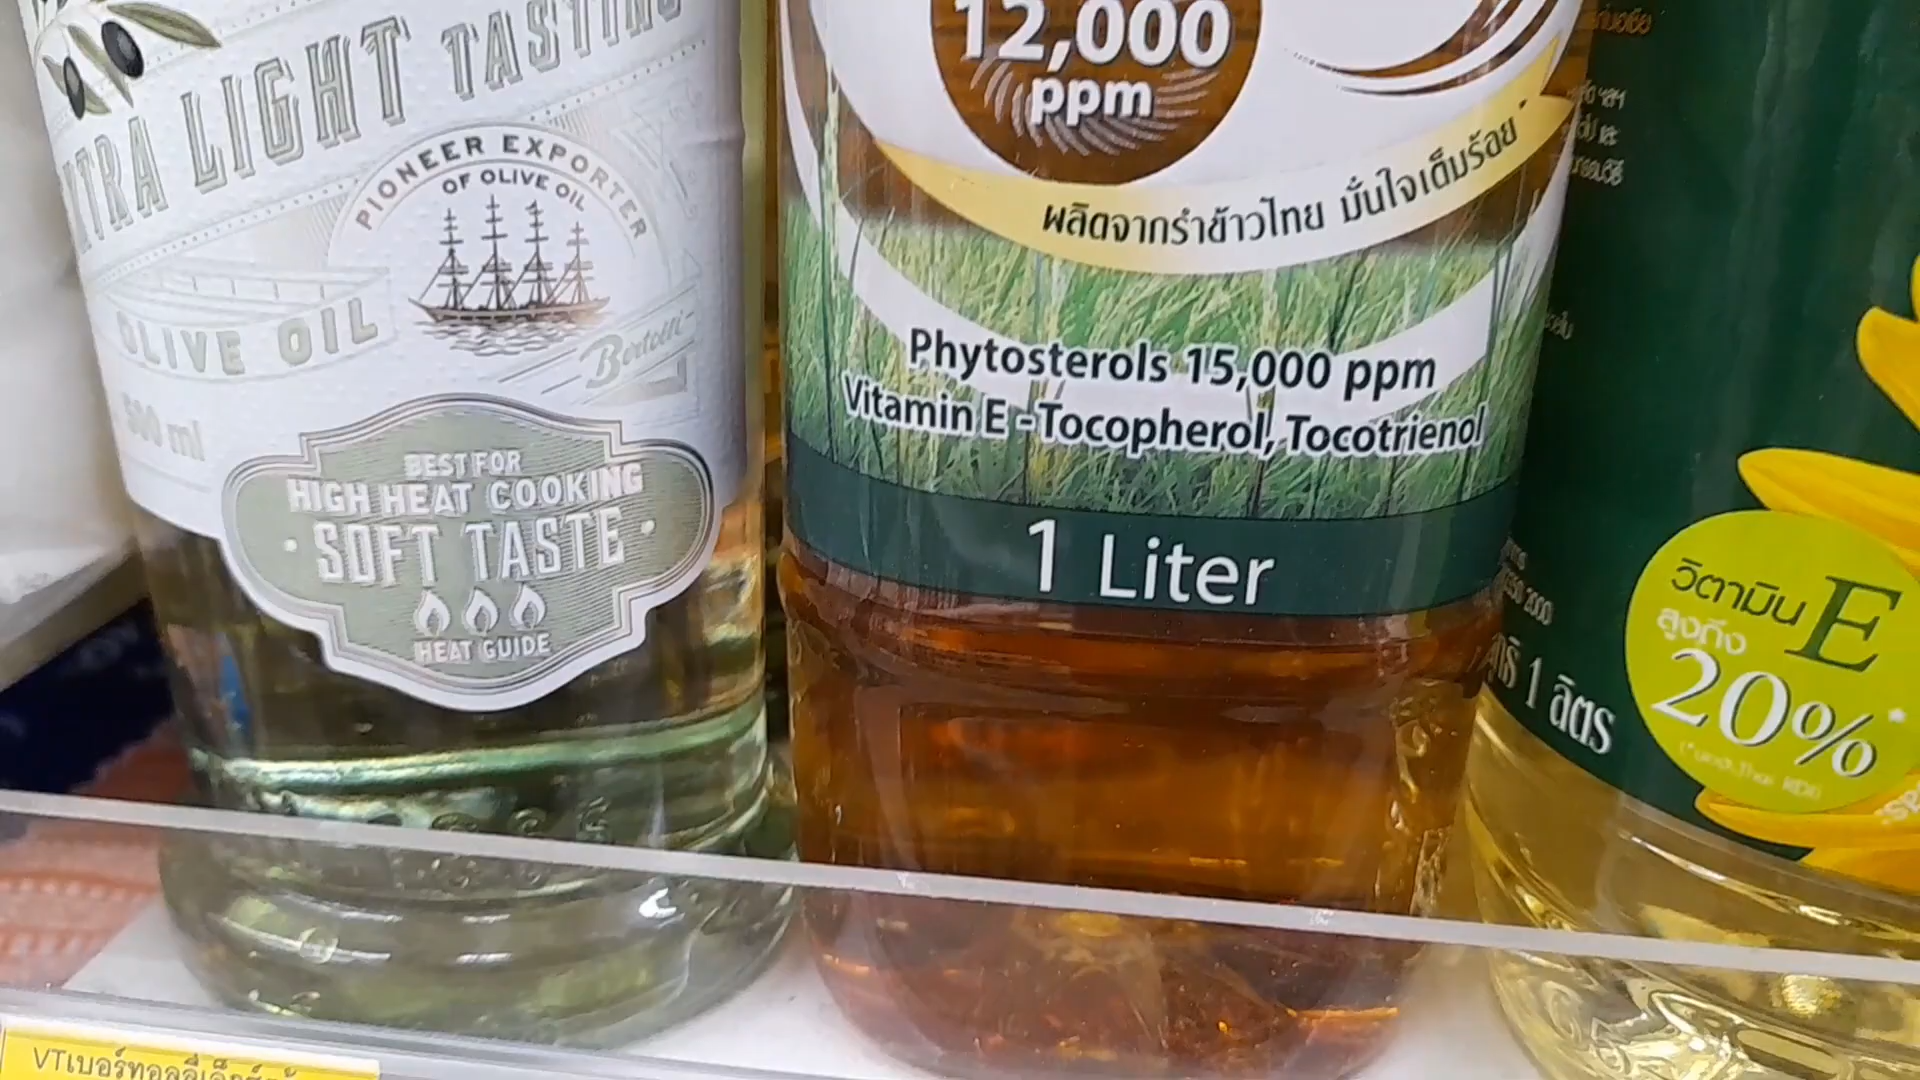 EXTRA LIGHT TASTING
PIONEER EXPORTER
OF OLIVE OIL
OLIVE OIL
Bertolli
500 ml
BEST FOR
HIGH HEAT COOKING
SOFT TASTE
HEAT GUIDE
12,000
ppm
ผลิตจากรำข้าวไทย มั่นใจเต็มร้อย
Phytosterols 15,000 ppm
Vitamin E - Tocopherol, Tocotrienol
1 Liter
วิตามิน E
สูงถึง
20%*
1 ลิตร